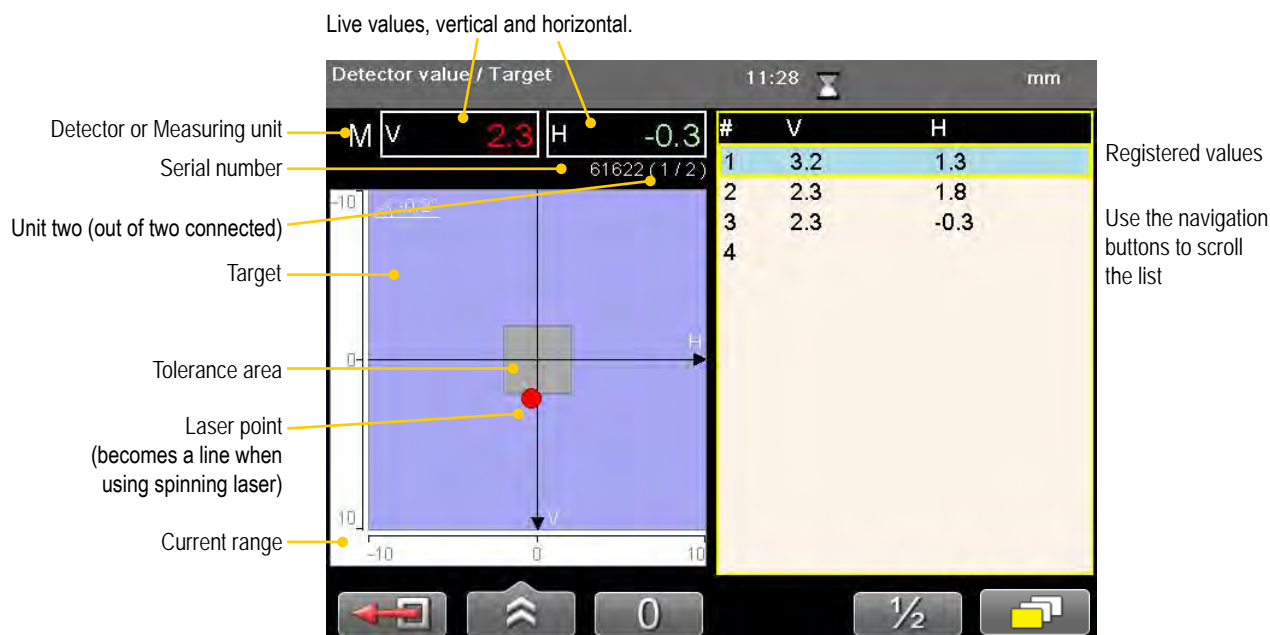 Live values, vertical and horizontal.
Detector value / Target 11:28 mm
Detector or Measuring unit
M V 2.3 H -0.3
Serial number
61622 ( 1 / 2 )
Unit two (out of two connected)
Target
Tolerance area
Laser point
(becomes a line when
using spinning laser)
Current range
-10
0
10
H
V
-10 0 10
# V H
1 3.2 1.3
2 2.3 1.8
3 2.3 -0.3
4
Registered values
Use the navigation
buttons to scroll
the list
0
½